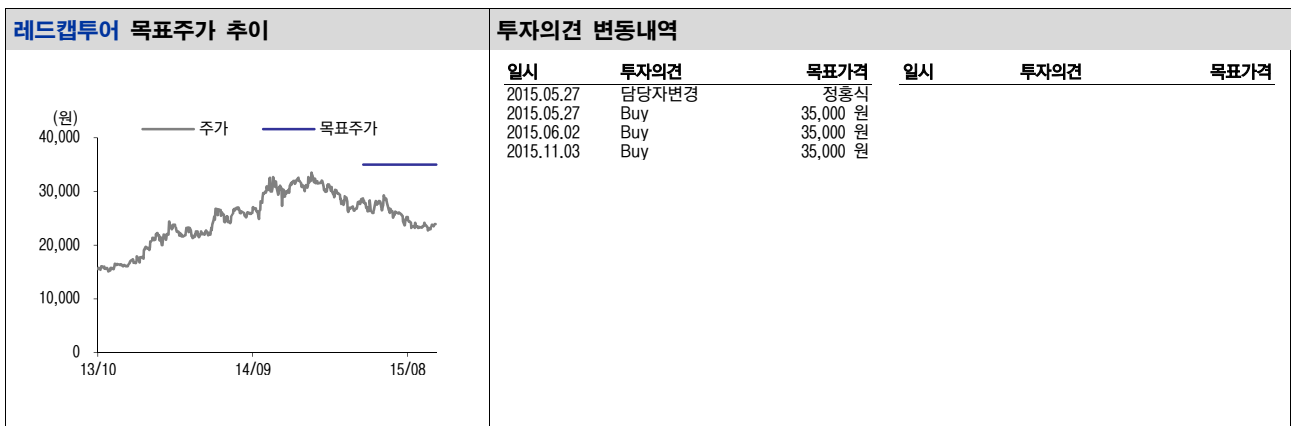 레드캡투어 목표주가 추이
(원)
주가 목표주가
40,000
30,000
20,000
10,000
0
13/10 14/09 15/08
투자의견 변동내역
일시 투자의견 목표가격 일시 투자의견 목표가격
2015.05.27 담당자변경 정홍식
2015.05.27 Buy 35,000 원
2015.06.02 Buy 35,000 원
2015.11.03 Buy 35,000 원